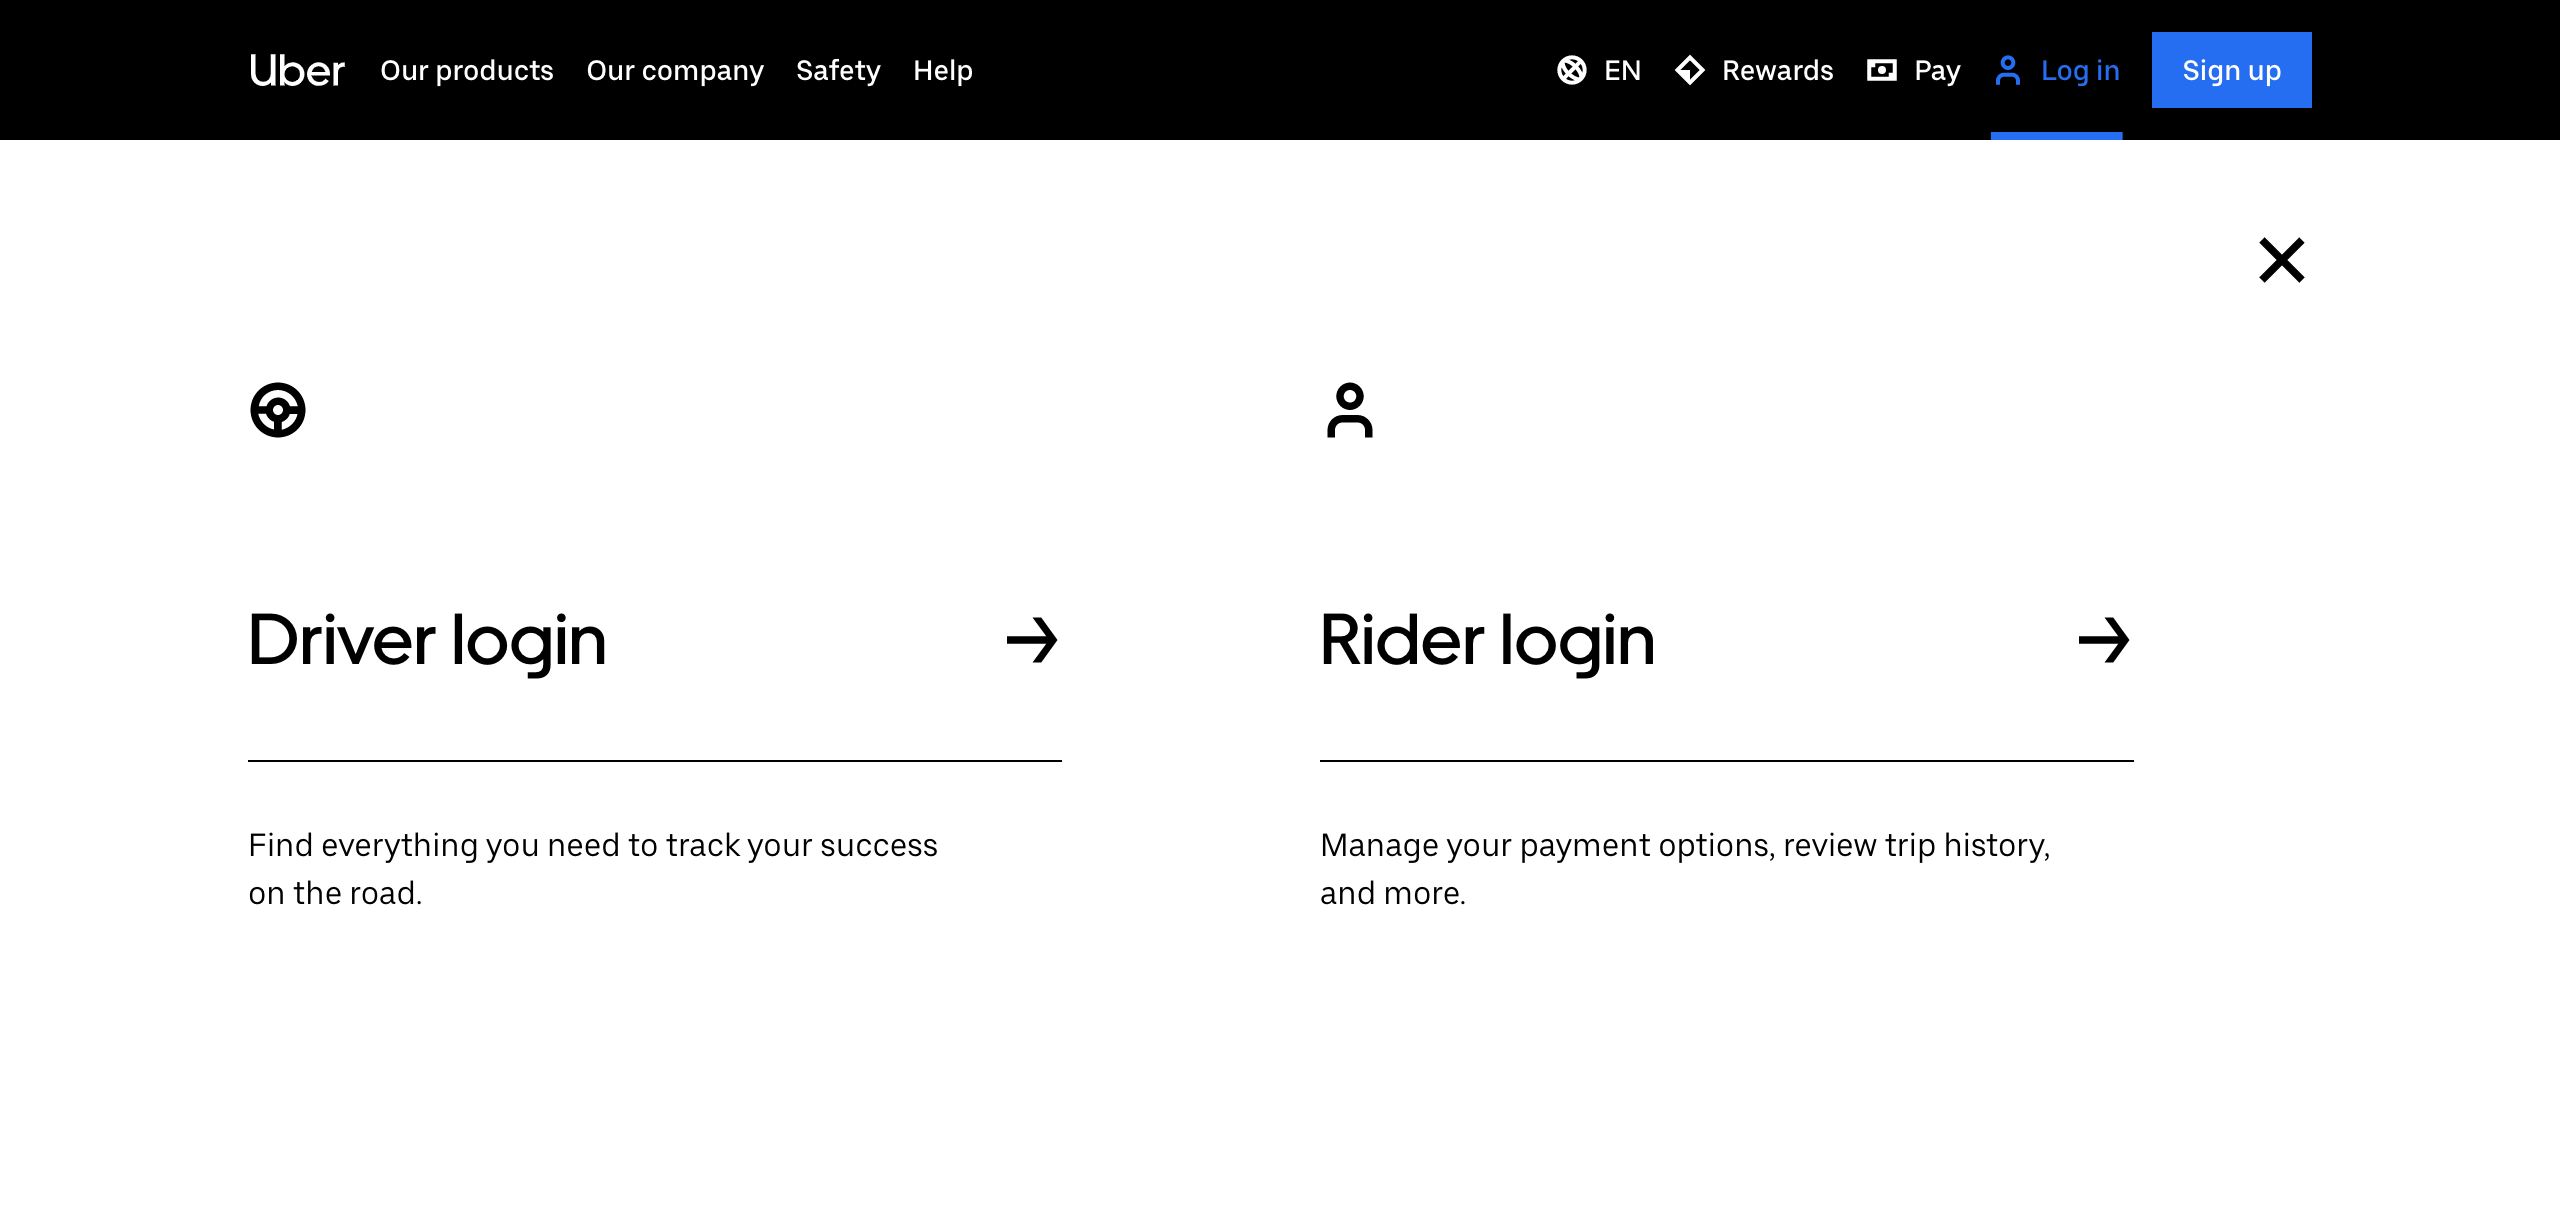 Uber Our products Our company Safety Help EN Rewards Pay Log in Sign up
Driver login
Find everything you need to track your success
on the road.
Rider login
Manage your payment options, review trip history,
and more.